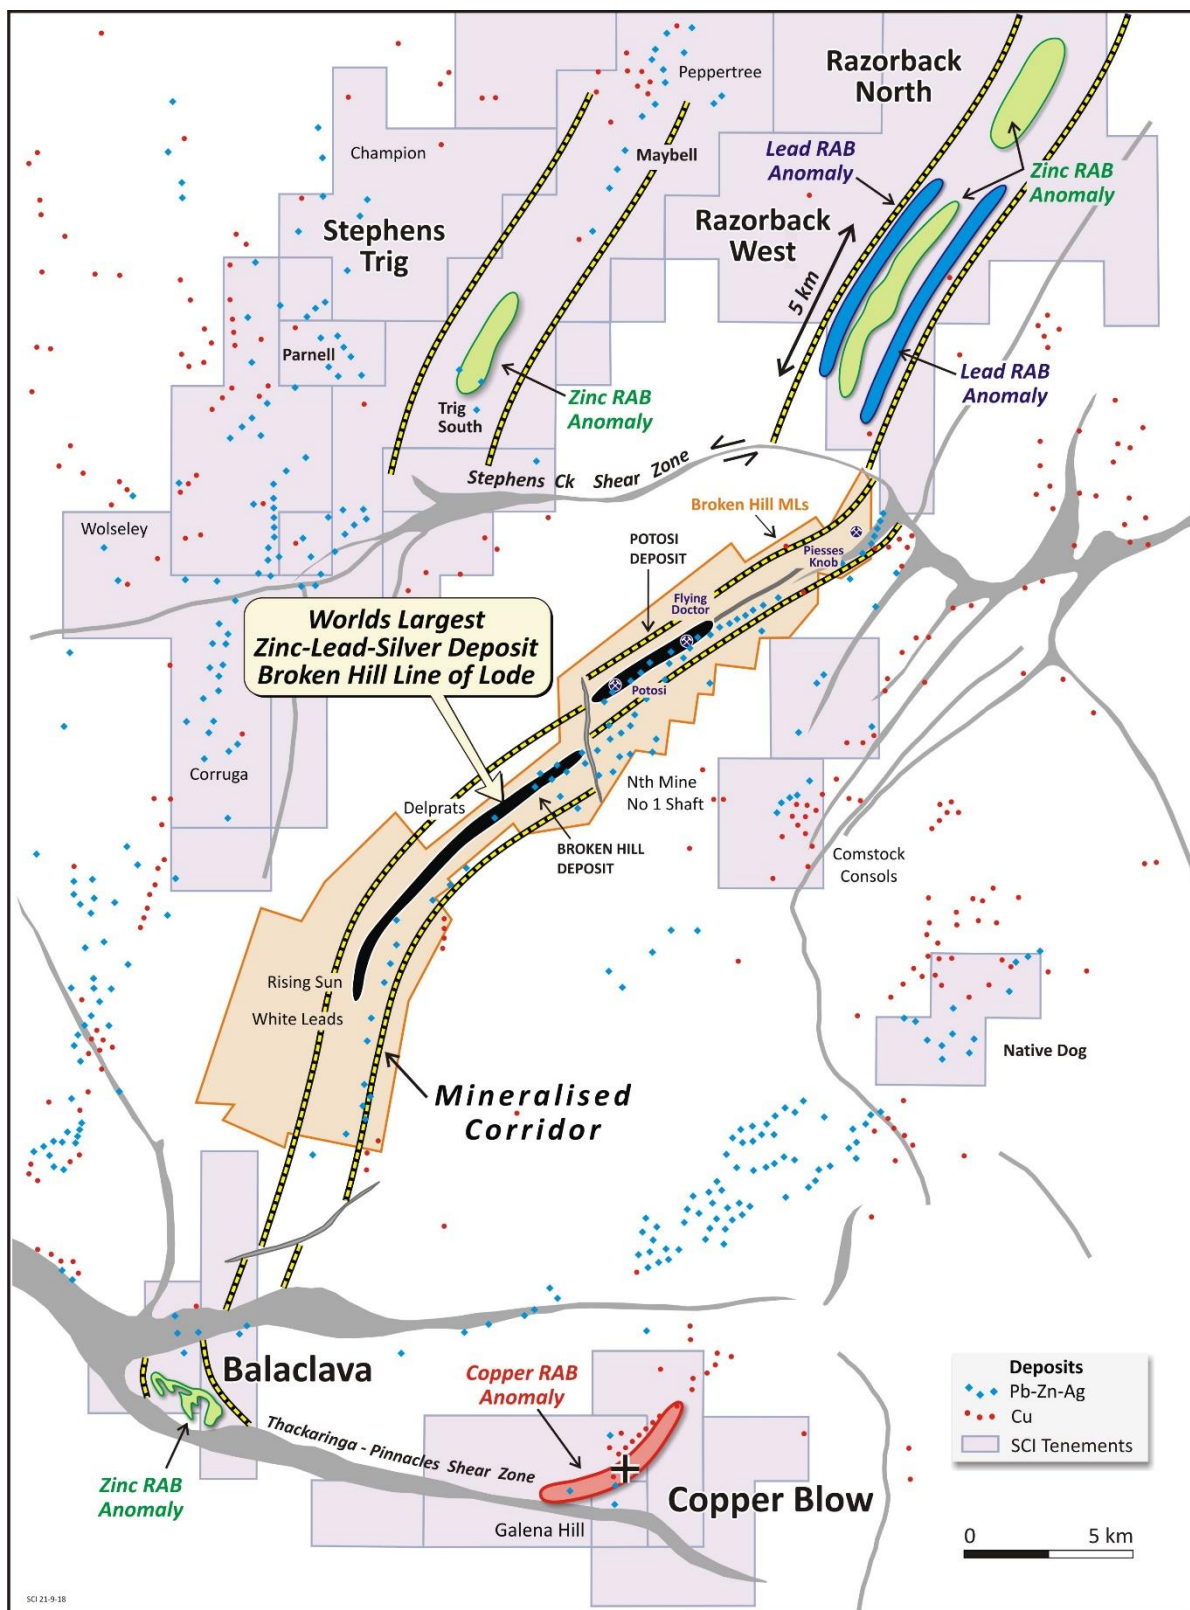 Razorback
North
Peppertree
Champion
Maybell
Lead RAB
Anomaly
Zinc RAB
Anomaly
Stephens
Trig
Razorback
West
5 km
Parnell
Trig
South
Zinc RAB
Anomaly
Lead RAB
Anomaly
Stephens Ck Shear Zone
Wolseley
Broken Hill MLs
POTOSI
DEPOSIT
Piesses
Knob
Flying
Doctor
Worlds Largest
Zinc-Lead-Silver Deposit
Broken Hill Line of Lode
Potosi
Corruga
Delprats
Nth Mine
No 1 Shaft
BROKEN HILL
DEPOSIT
Comstock
Consols
Rising Sun
White Leads
Native Dog
Mineralised
Corridor
Balaclava
Copper RAB
Anomaly
Deposits
Pb-Zn-Ag
Cu
SCI Tenements
Thackaringa - Pinnacles Shear Zone
Zinc RAB
Anomaly
Copper Blow
Galena Hill
0 5 km
SCI 21-9-18